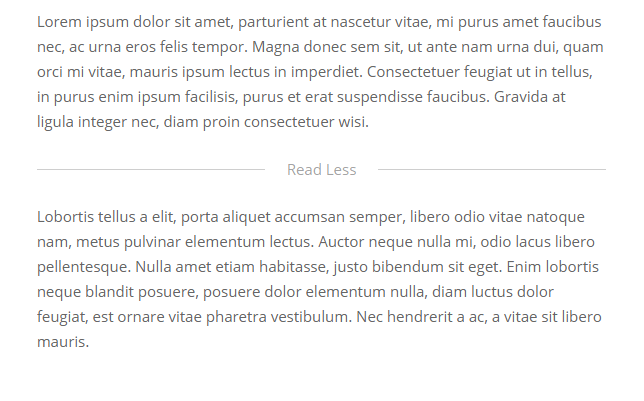 Lorem ipsum dolor sit amet, parturient at nascetur vitae, mi purus amet faucibus
nec, ac urna eros felis tempor. Magna donec sem sit, ut ante nam urna dui, quam
orci mi vitae, mauris ipsum lectus in imperdiet. Consectetuer feugiat ut in tellus,
in purus enim ipsum facilisis, purus et erat suspendisse faucibus. Gravida at
ligula integer nec, diam proin consectetuer wisi.
Read Less
Lobortis tellus a elit, porta aliquet accumsan semper, libero odio vitae natoque
nam, metus pulvinar elementum lectus. Auctor neque nulla mi, odio lacus libero
pellentesque. Nulla amet etiam habitasse, justo bibendum sit eget. Enim lobortis
neque blandit posuere, posuere dolor elementum nulla, diam luctus dolor
feugiat, est ornare vitae pharetra vestibulum. Nec hendrerit a ac, a vitae sit libero
mauris.